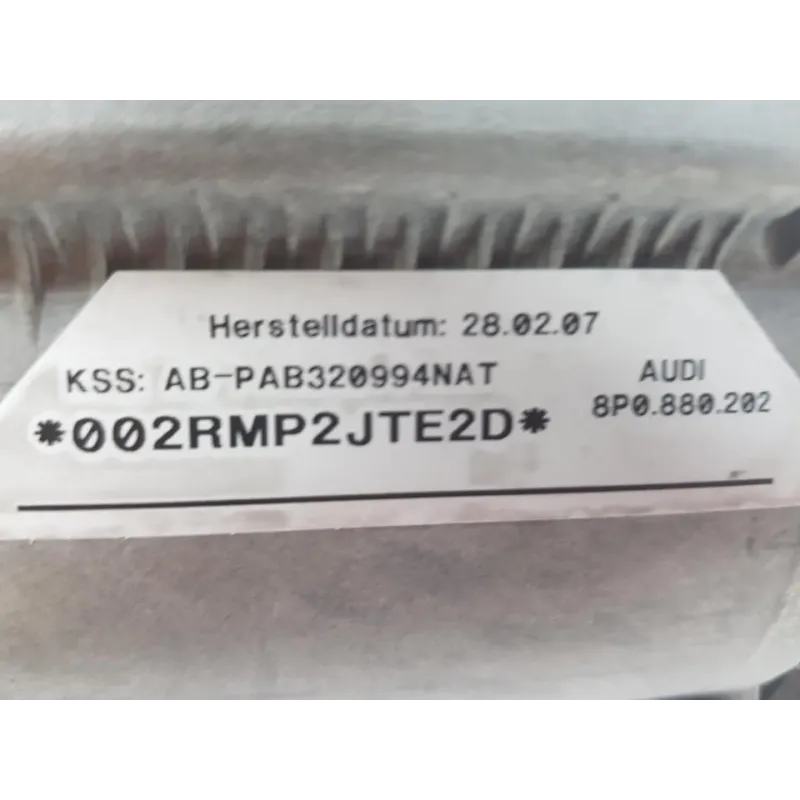 Herstelldatum: 28.02.07
KSS: AB-PAB320994NAT
*002RMP2JTE2D*
AUDI
8P0.880.202